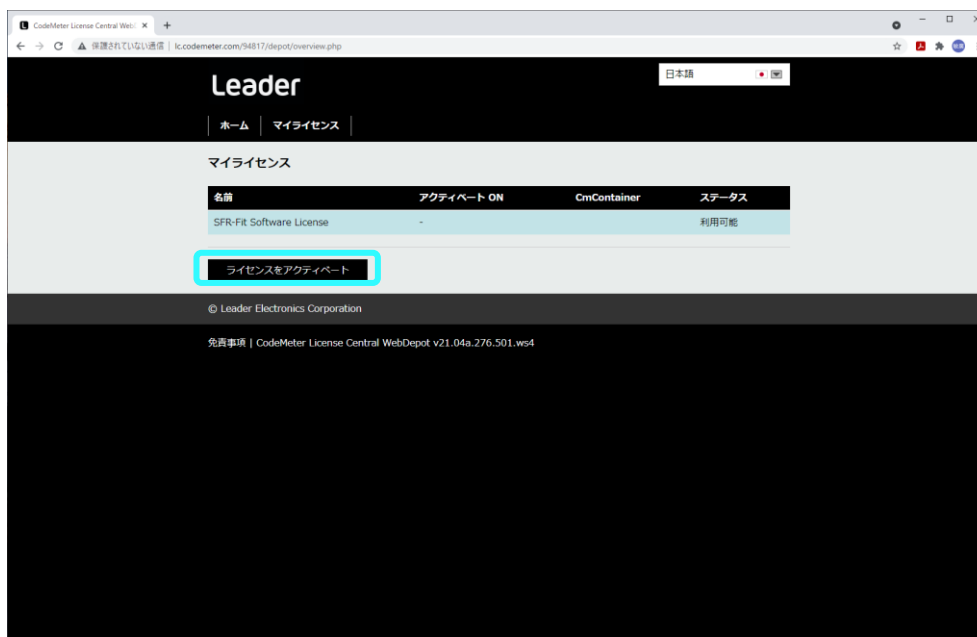 CodeMeter License Central Web
保護されていない通信 | lc.codemeter.com/94817/depot/overview.php
Leader
日本語
ホーム マイライセンス
マイライセンス
名前 アクティベート ON CmContainer ステータス
SFR-Fit Software License - 利用可能
ライセンスをアクティベート
© Leader Electronics Corporation
免責事項 | CodeMeter License Central WebDepot v21.04a.276.501.ws4